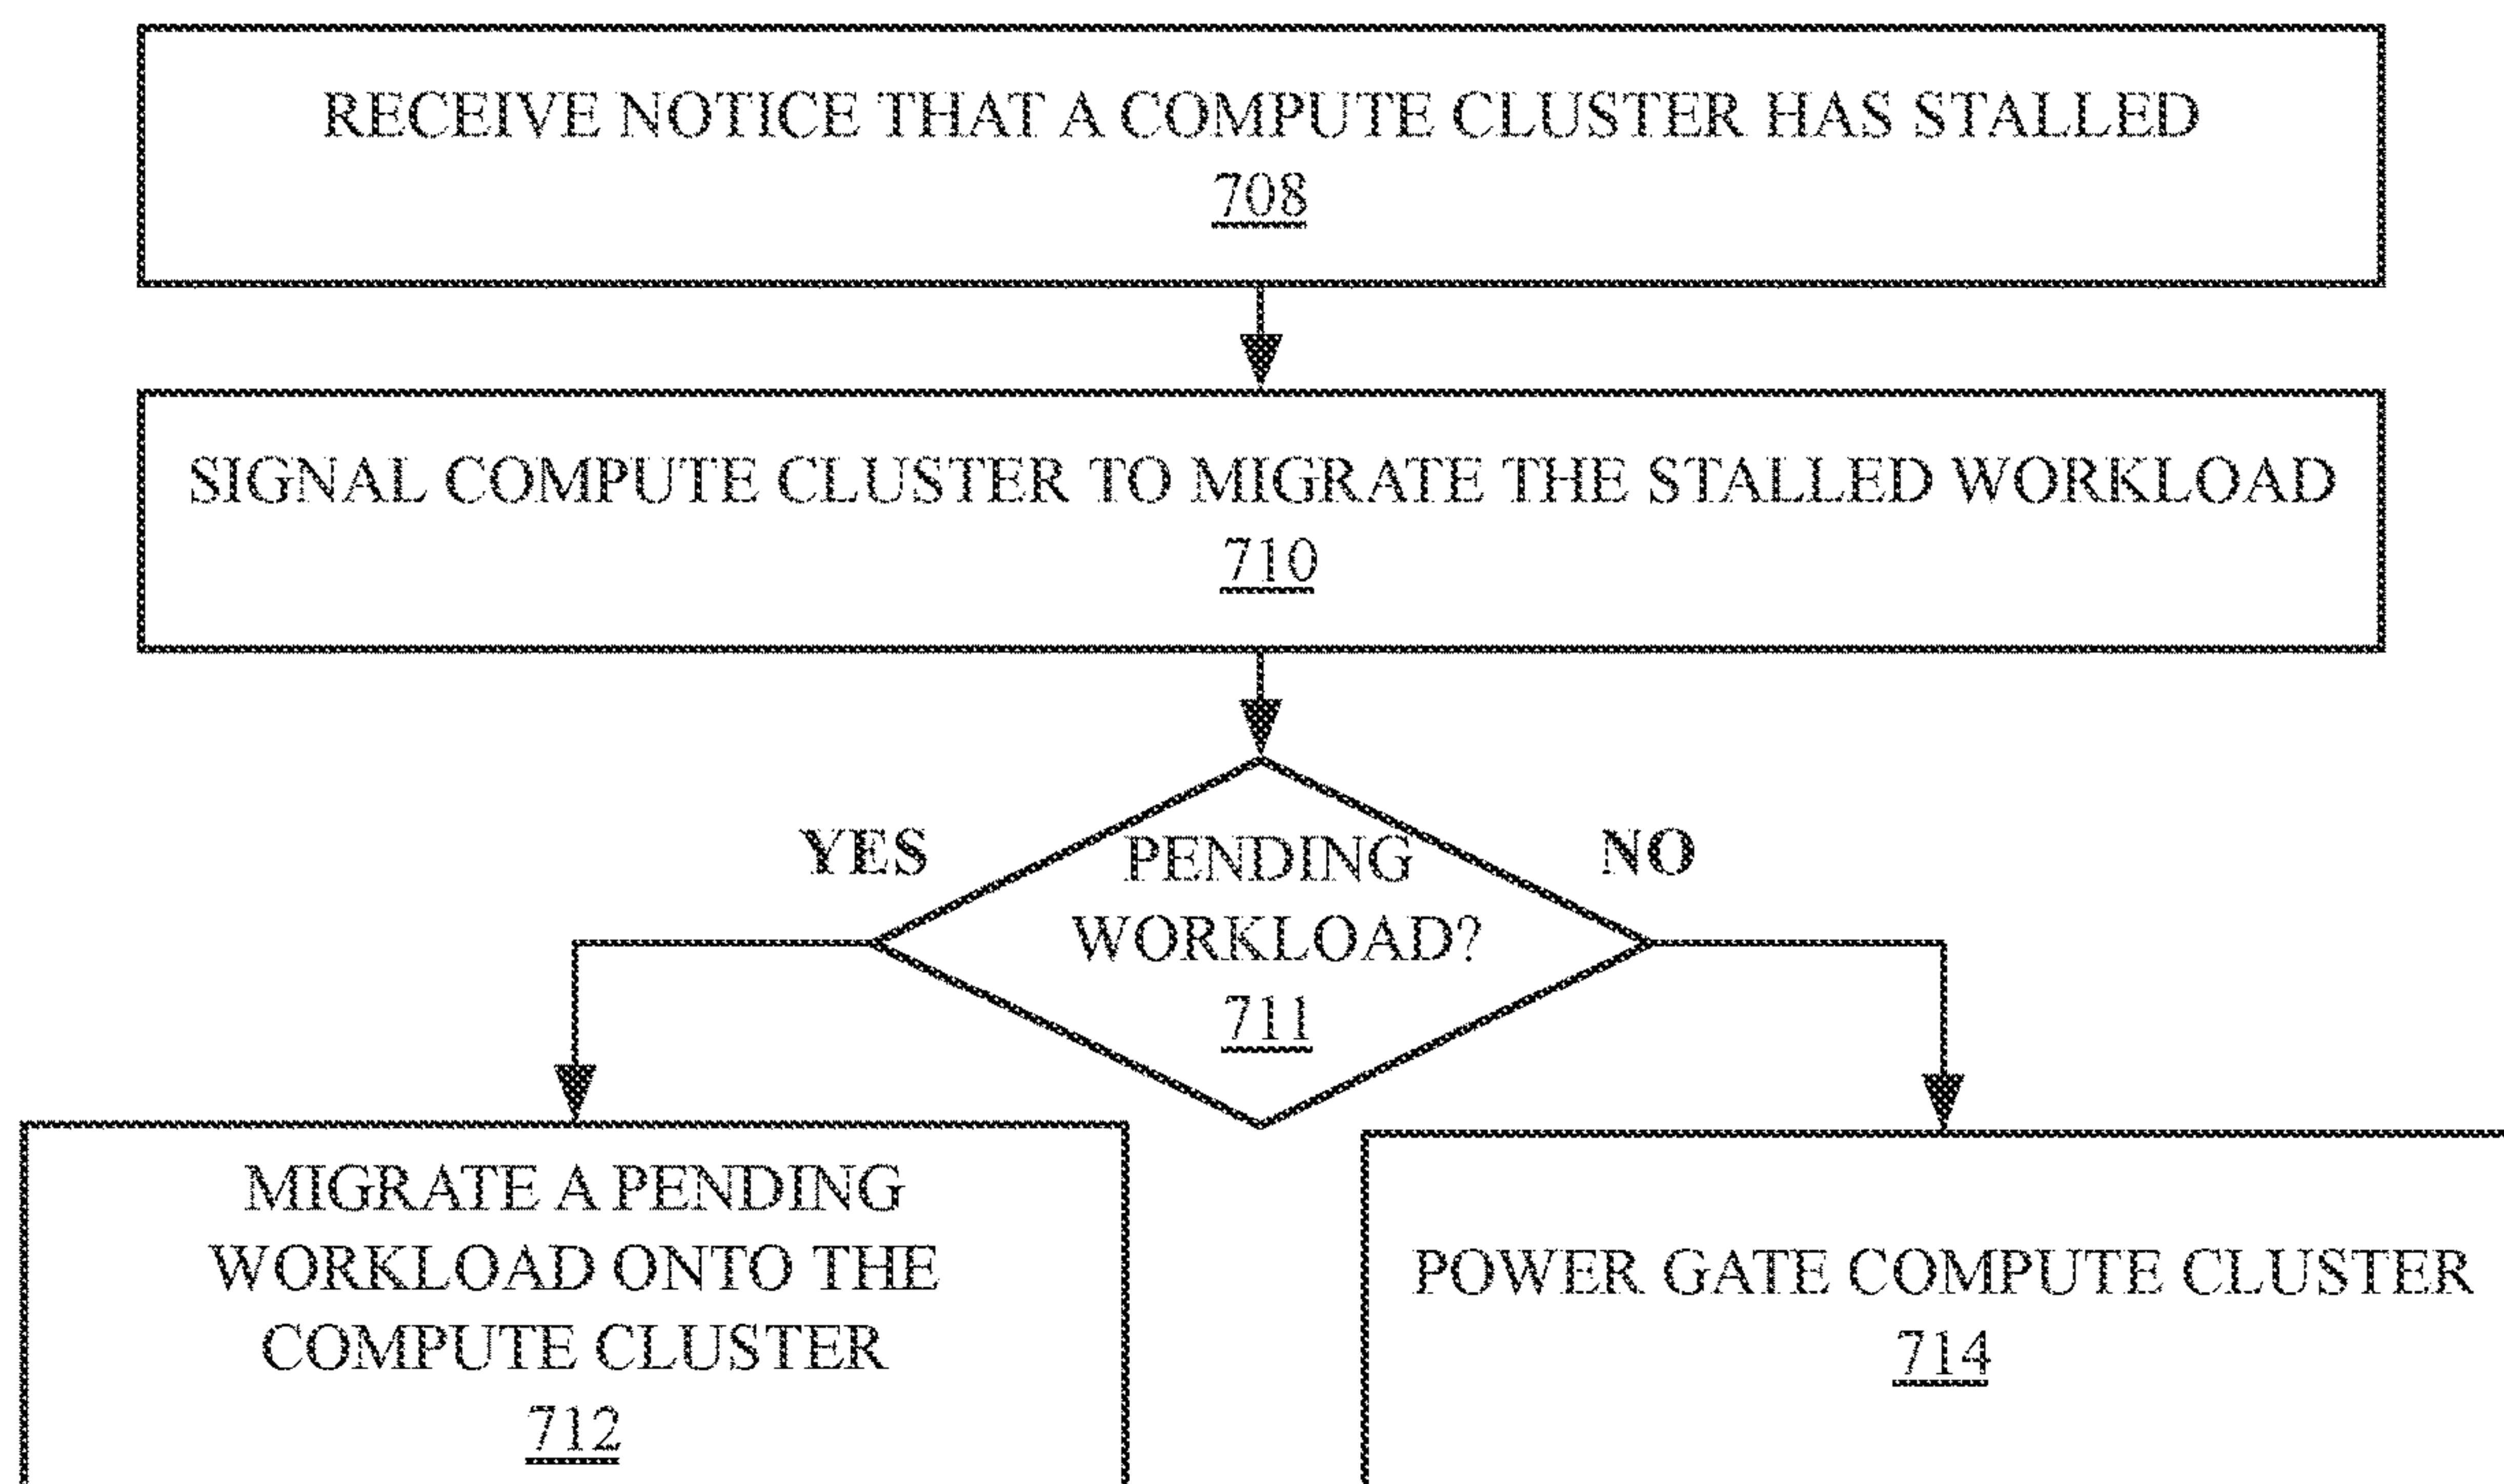 RECEIVE NOTICE THAT A COMPUTE CLUSTER HAS STALLED
708
SIGNAL COMPUTE CLUSTER TO MIGRATE THE STALLED WORKLOAD
710
YES
NO
PENDING
WORKLOAD?
711
MIGRATE A PENDING
WORKLOAD ONTO THE
COMPUTE CLUSTER
712
POWER GATE COMPUTE CLUSTER
714